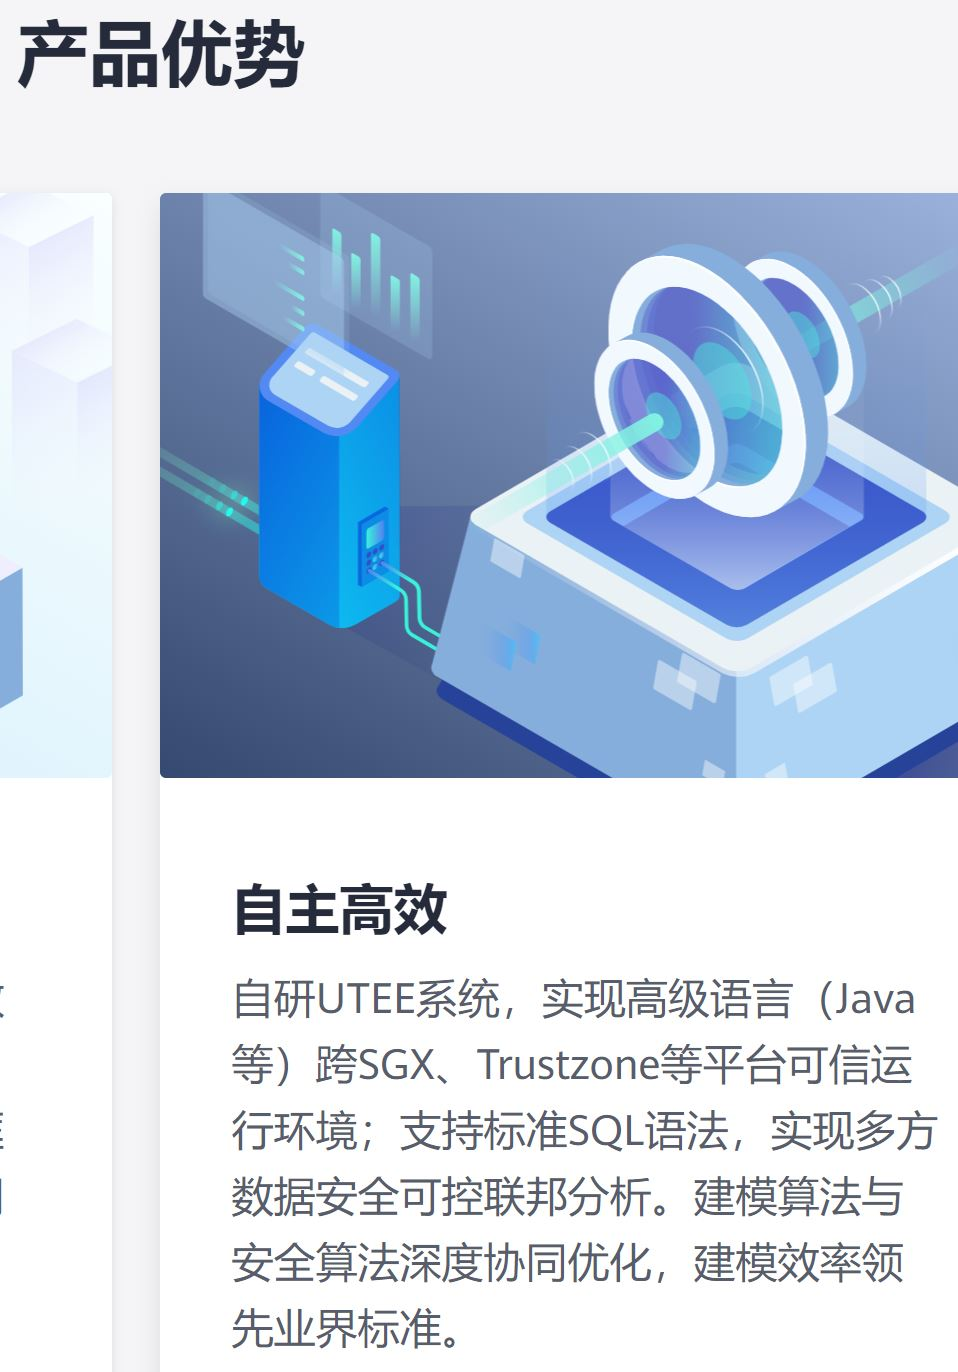 产品优势
自主高效
自研UTEE系统，实现高级语言（Java
等）跨SGX、Trustzone等平台可信运
行环境；支持标准SQL语法，实现多方
数据安全可控联邦分析。建模算法与
安全算法深度协同优化，建模效率领
先业界标准。